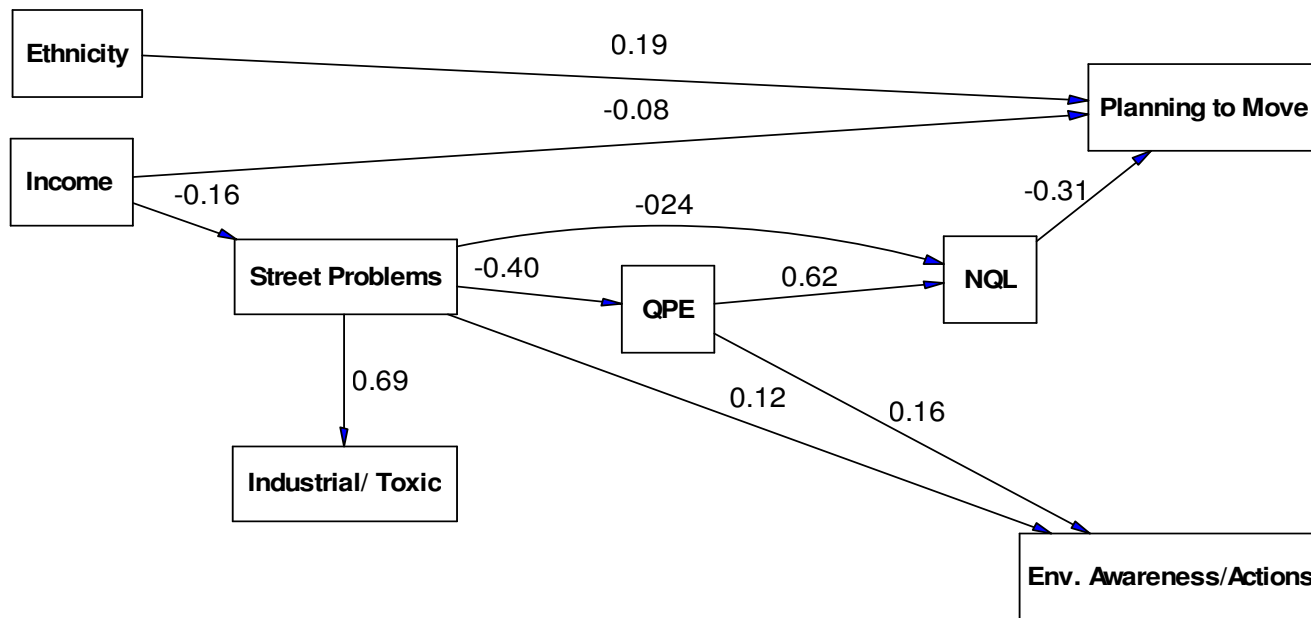 Ethnicity
0.19
Planning to Move
-0.08
Income
-0.16
-0.31
-024
Street Problems
-0.40
QPE
0.62
NQL
0.69
0.12
0.16
Industrial/ Toxic
Env. Awareness/Actions